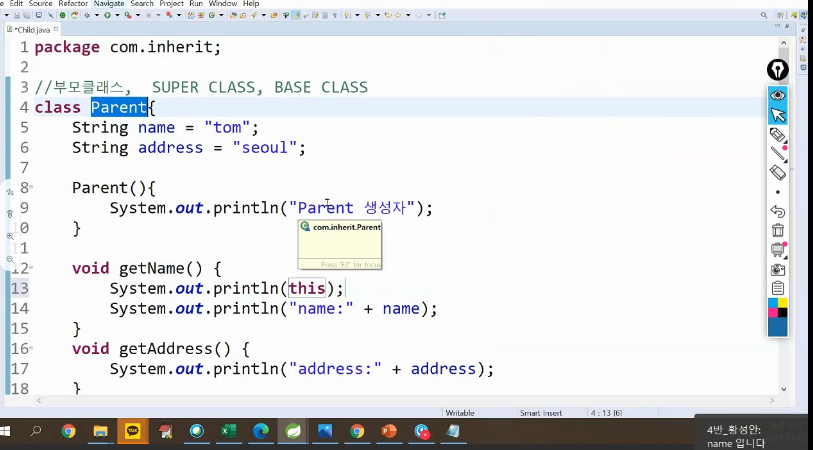 Edit Source Refactor Navigate Search Project Run Window Help
*Child.java
1 package com.inherit;
2
3 //부모클래스, SUPER CLASS, BASE CLASS
4 class Parent{
5 String name = "tom";
6 String address = "seoul";
7
8 Parent(){
9 System.out.println("Parent 생성자");
10 }
com.inherit.Parent
11
Press 'F2' for focus
12 void getName() {
13 System.out.println(this);
14 System.out.println("name:" + name);
15 }
16 void getAddress() {
17 System.out.println("address:" + address);
18 }
Writable Smart Insert 4 : 13 [6]
TALK
4반_황성안:
name 입니다